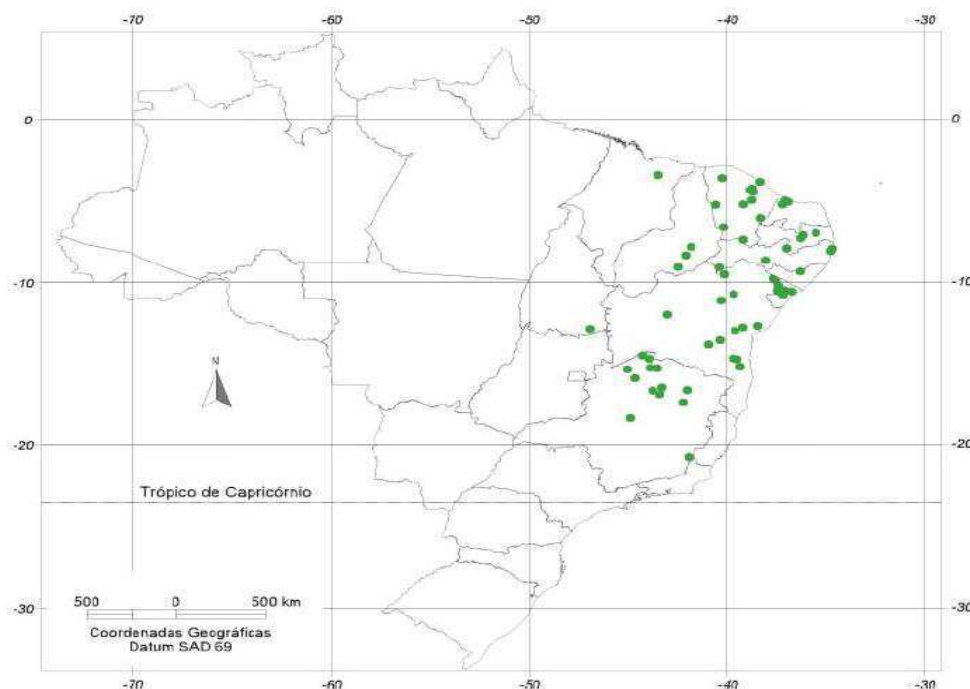 -70 -60 -50 -40 -30
0 0
-10 -10
N
-20 -20
Trópico de Capricórnio
500 0 500 km
Coordenadas Geográficas
Datum SAD 69
-30 -30
-70 -60 -50 -40 -30